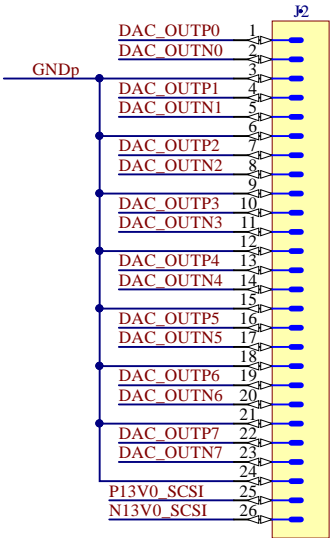 J2
DAC_OUTP0 1
DAC_OUTN0 2
GNDp 3
DAC_OUTP1 4
DAC_OUTN1 5
6
DAC_OUTP2 7
DAC_OUTN2 8
9
DAC_OUTP3 10
DAC_OUTN3 11
12
DAC_OUTP4 13
DAC_OUTN4 14
15
DAC_OUTP5 16
DAC_OUTN5 17
18
DAC_OUTP6 19
DAC_OUTN6 20
21
DAC_OUTP7 22
DAC_OUTN7 23
24
P13V0_SCSI 25
N13V0_SCSI 26